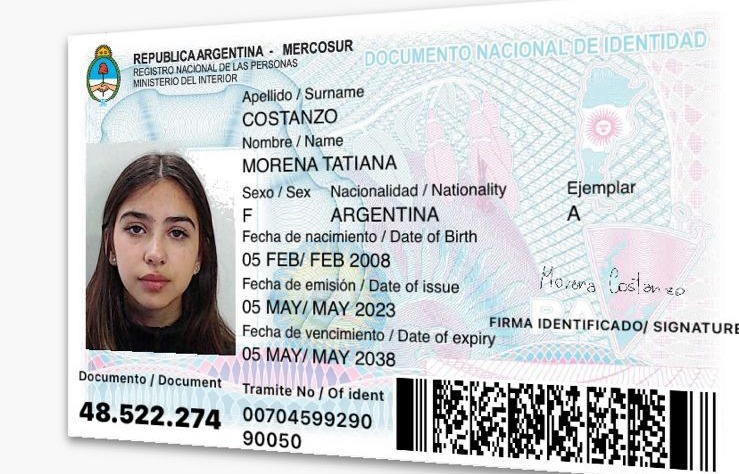 REPUBLICA ARGENTINA - MERCOSUR
REGISTRO NACIONAL DE LAS PERSONAS
MINISTERIO DEL INTERIOR
DOCUMENTO NACIONAL DE IDENTIDAD
Apellido / Surname
COSTANZO
Nombre / Name
MORENA TATIANA
Sexo / Sex Nacionalidad / Nationality Ejemplar
F ARGENTINA A
Fecha de nacimiento / Date of Birth
05 FEB/ FEB 2008
Fecha de emisión / Date of issue
05 MAY/ MAY 2023
Morena Costanzo
FIRMA IDENTIFICADO/ SIGNATURE
Fecha de vencimiento / Date of expiry
05 MAY/ MAY 2038
Documento / Document
48.522.274
Tramite No / Of ident
00704599290
90050